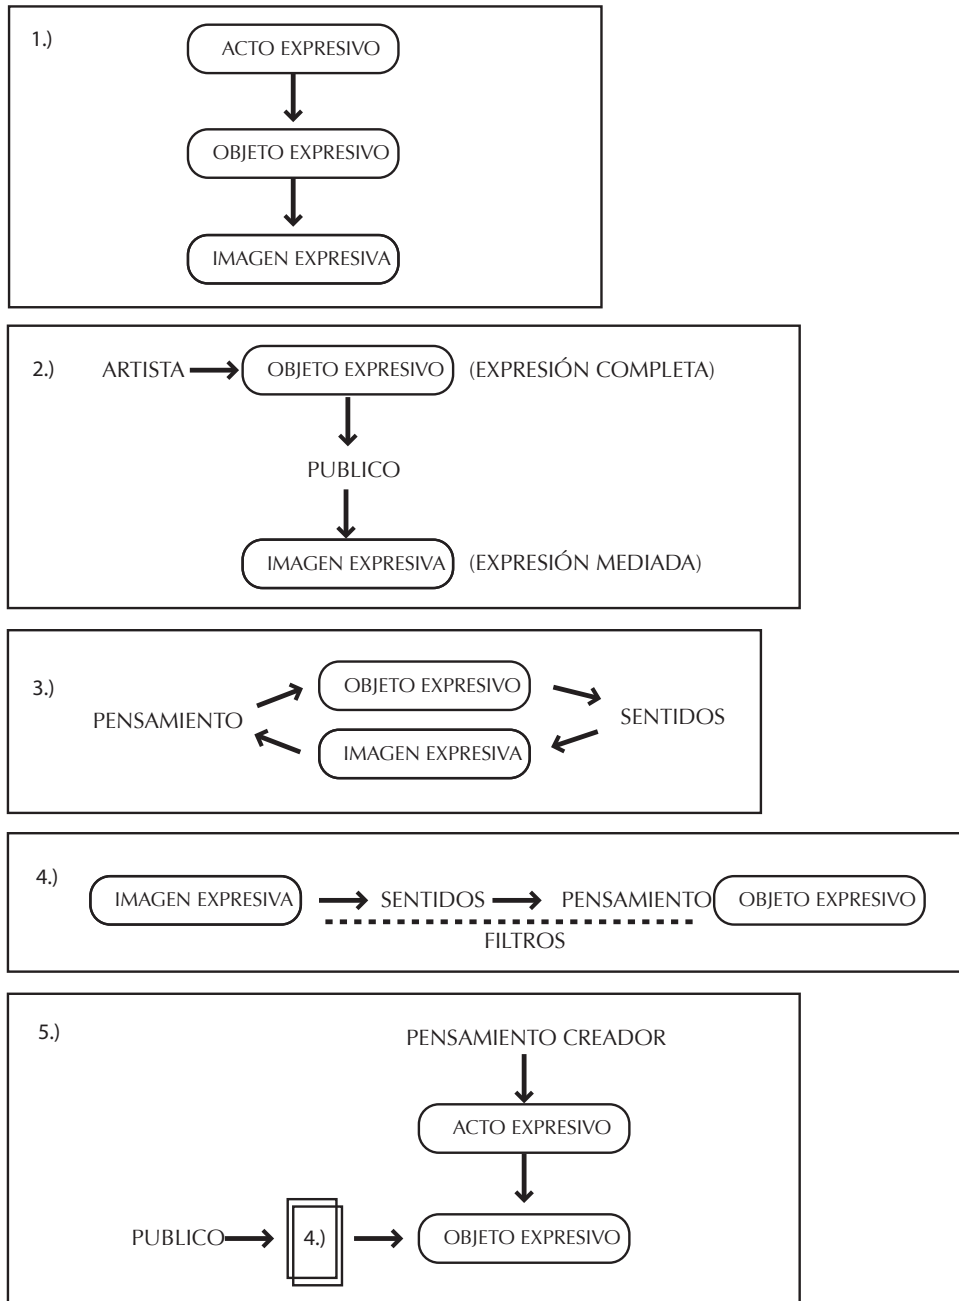 1.)
ACTO EXPRESIVO
OBJETO EXPRESIVO
IMAGEN EXPRESIVA
2.) ARTISTA OBJETO EXPRESIVO (EXPRESIÓN COMPLETA)
PUBLICO
IMAGEN EXPRESIVA (EXPRESIÓN MEDIADA)
3.)
OBJETO EXPRESIVO
PENSAMIENTO SENTIDOS
IMAGEN EXPRESIVA
4.)
IMAGEN EXPRESIVA SENTIDOS PENSAMIENTO OBJETO EXPRESIVO
FILTROS
5.)
PENSAMIENTO CREADOR
ACTO EXPRESIVO
PUBLICO 4.) OBJETO EXPRESIVO